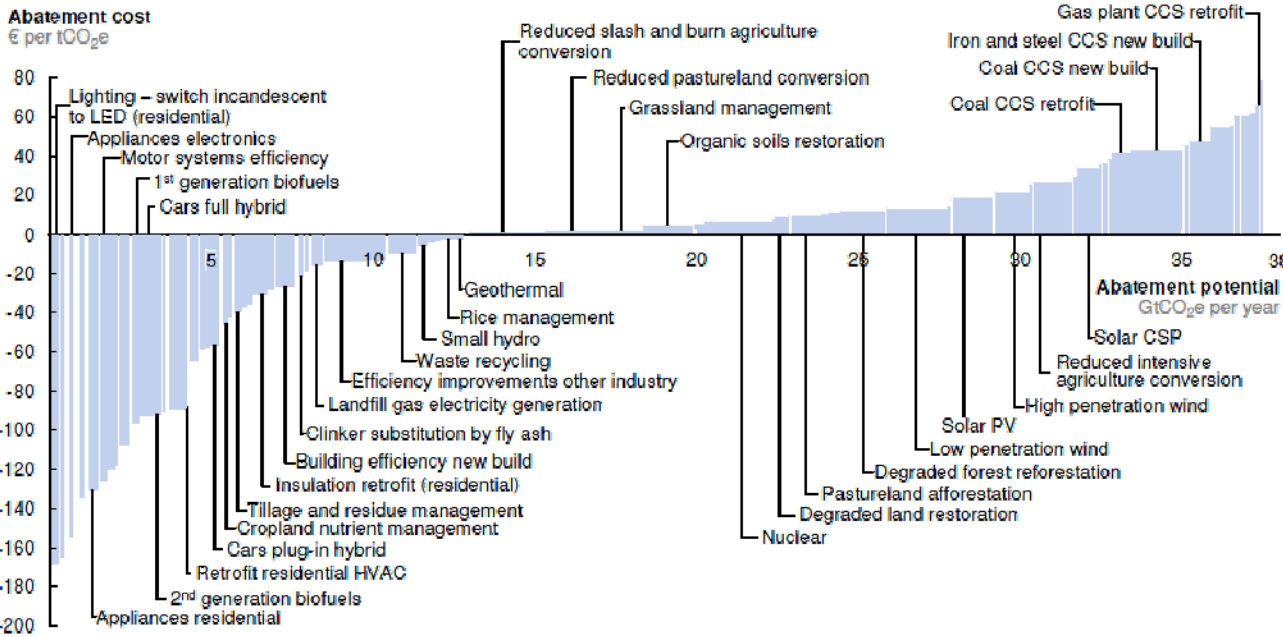 Abatement cost
€ per tCO2e
80
60
40
20
0
-20
-40
-60
-80
-100
-120
-140
-160
-180
-200
Lighting – switch incandescent
to LED (residential)
Appliances electronics
Motor systems efficiency
1st generation biofuels
Cars full hybrid
Reduced slash and burn agriculture
conversion
Reduced pastureland conversion
Grassland management
Organic soils restoration
Gas plant CCS retrofit
Iron and steel CCS new build
Coal CCS new build
Coal CCS retrofit
5
10
15
20
25
30
35
38
Abatement potential
GtCO2e per year
Geothermal
Rice management
Small hydro
Waste recycling
Efficiency improvements other industry
Landfill gas electricity generation
Clinker substitution by fly ash
Building efficiency new build
Insulation retrofit (residential)
Tillage and residue management
Cropland nutrient management
Cars plug-in hybrid
Retrofit residential HVAC
2nd generation biofuels
Appliances residential
Solar CSP
Reduced intensive
agriculture conversion
High penetration wind
Solar PV
Low penetration wind
Degraded forest reforestation
Pastureland afforestation
Degraded land restoration
Nuclear